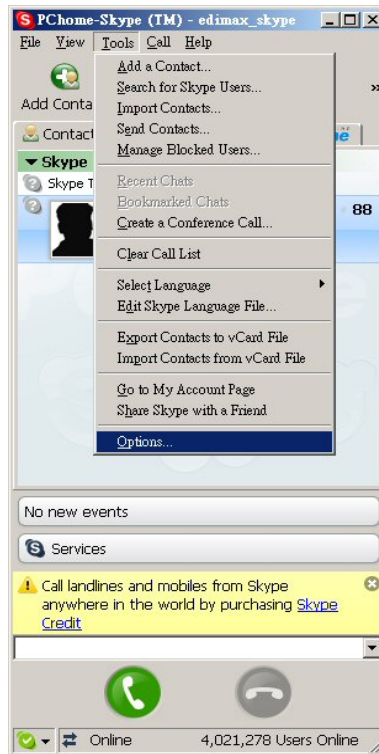 PChome-Skype (TM) - edimax_skype
File View Tools Call Help
Add a Contact...
Search for Skype Users...
Import Contacts...
Send Contacts...
Manage Blocked Users...
Recent Chats
Bookmarked Chats
Create a Conference Call...
Clear Call List
Select Language
Edit Skype Language File...
Export Contacts to vCard File
Import Contacts from vCard File
Go to My Account Page
Share Skype with a Friend
Options...
Add Conta
»
Contact
Skype
Skype T
88
No new events
Services
Call landlines and mobiles from Skype
anywhere in the world by purchasing Skype
Credit
Online 4,021,278 Users Online